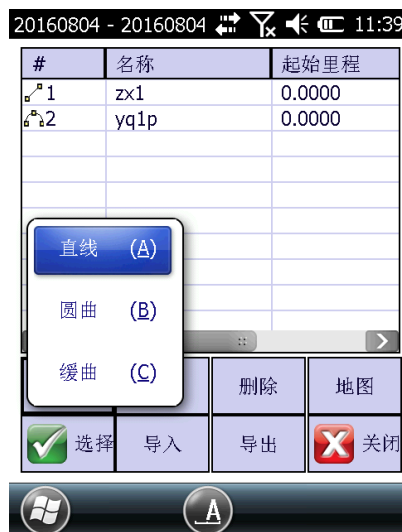 20160804 - 20160804 11:39
# 名称 起始里程
1 zx1 0.0000
2 yq1p 0.0000
直线 (A)
圆曲 (B)
缓曲 (C)
删除 地图
选择 导入 导出 关闭
A